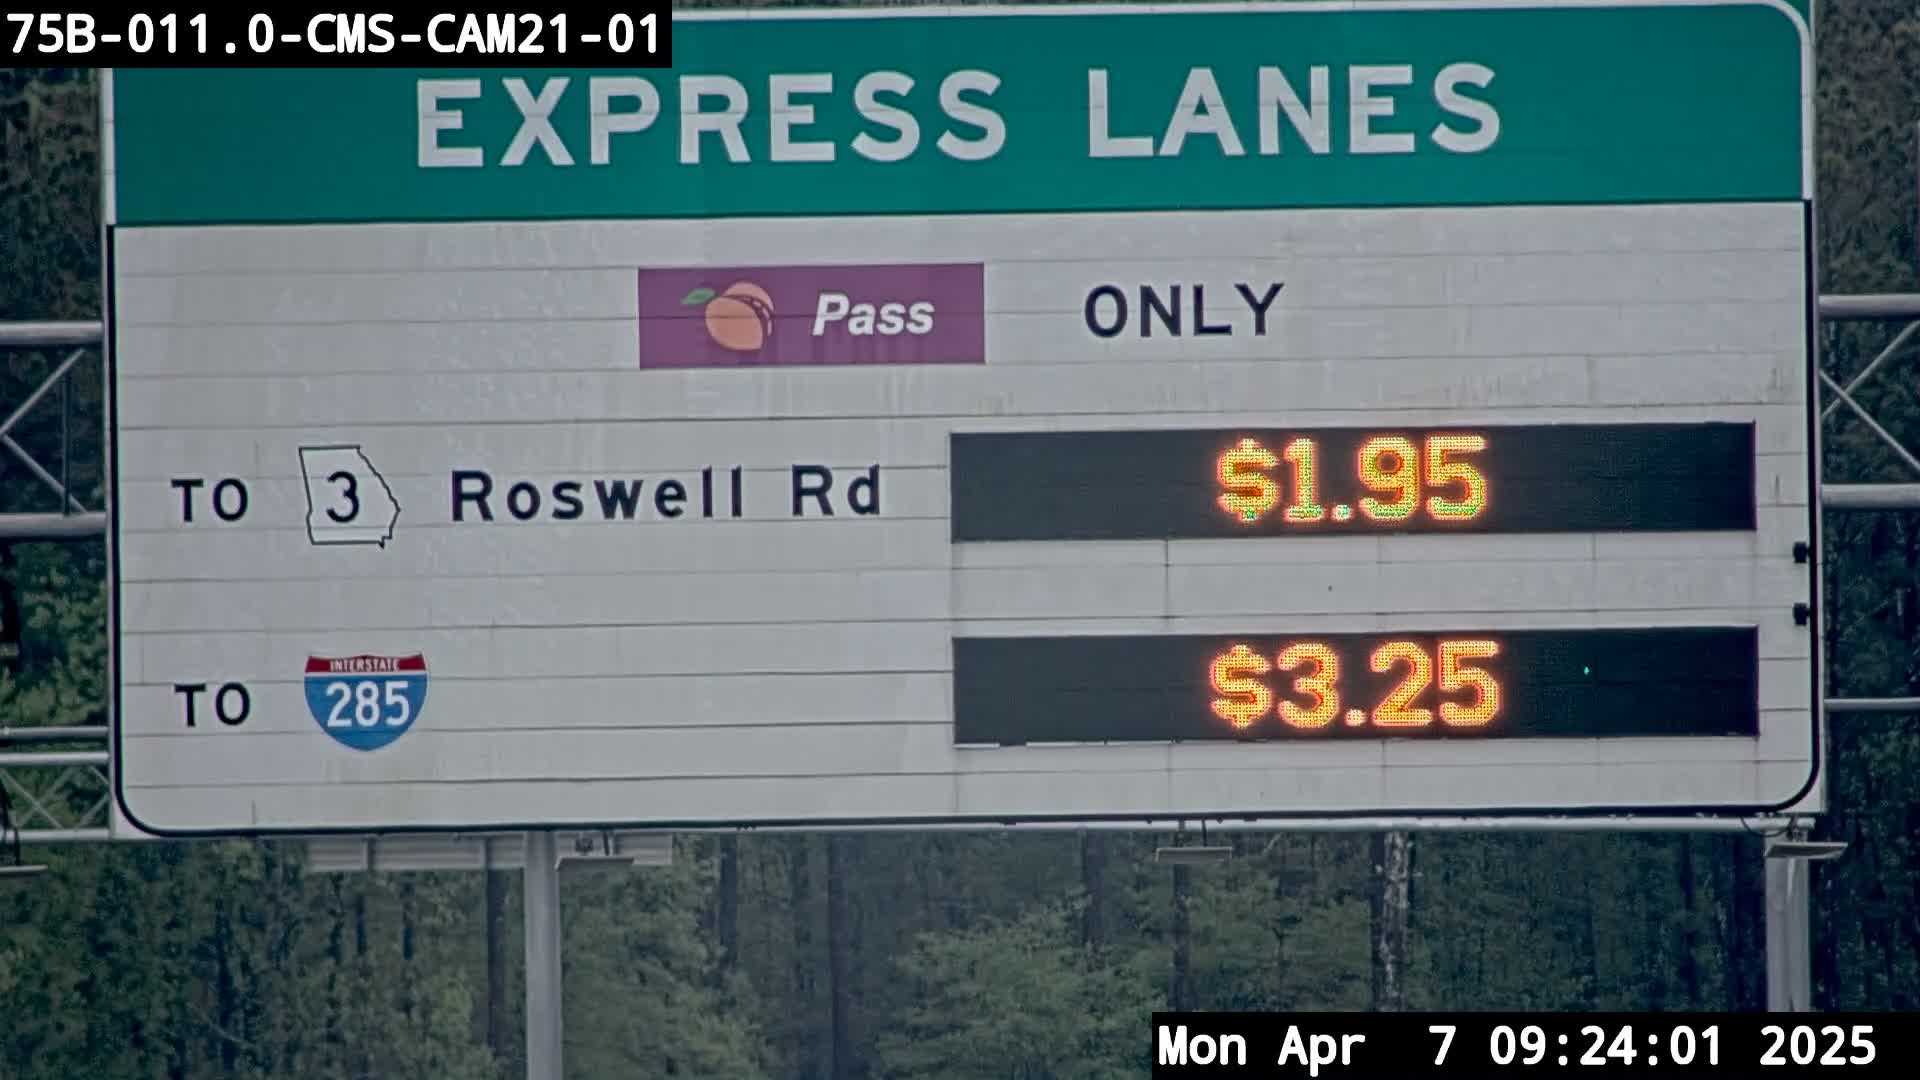 75B-011.0-CMS-CAM21-01
EXPRESS LANES
Pass ONLY
TO 3 Roswell Rd $1.95
INTERSTATE
TO 285 $3.25
Mon Apr 7 09:24:01 2025